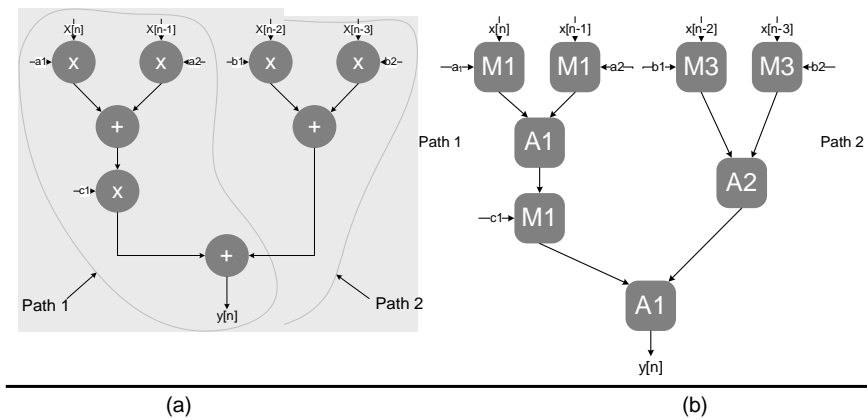 X[n] X[n-1] X[n-2] X[n-3]
a1 x x a2 b1 x x b2
+ +
c1 x
+
Path 1 Path 2
y[n]
(a)
x[n] x[n-1] x[n-2] x[n-3]
a₁ M1 M1 a2 b1 M3 M3 b2
Path 1 A1 Path 2
A2
c1 M1
A1
y[n]
(b)